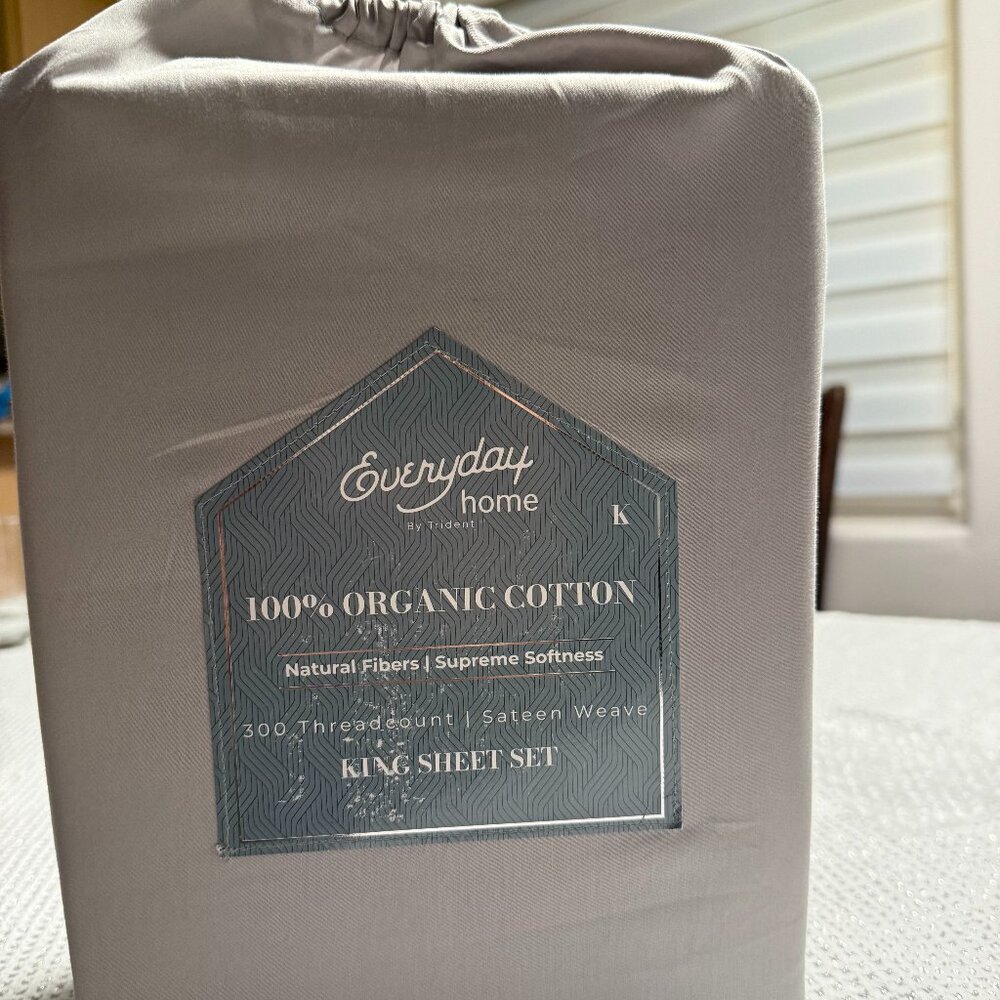 Everyday
home
By Trident
K
100% ORGANIC COTTON
Natural Fibers | Supreme Softness
300 Threadcount | Sateen Weave
KING SHEET SET